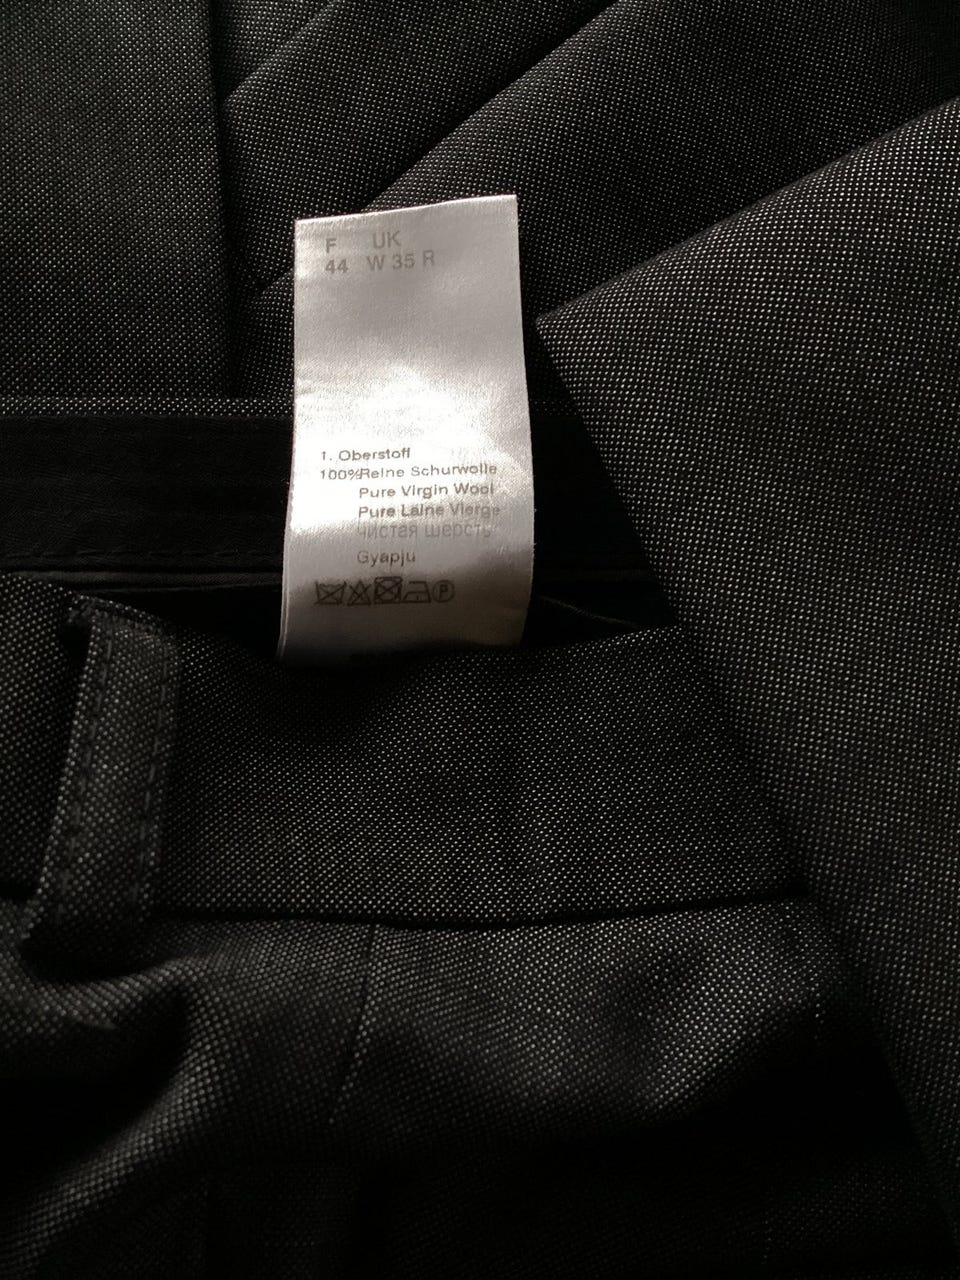 F UK
44 W 35 R
1. Oberstoff
100%Reine Schurwolle
Pure Virgin Wool
Pure Laine Vierge
Чистая шерсть
Gyapju
P